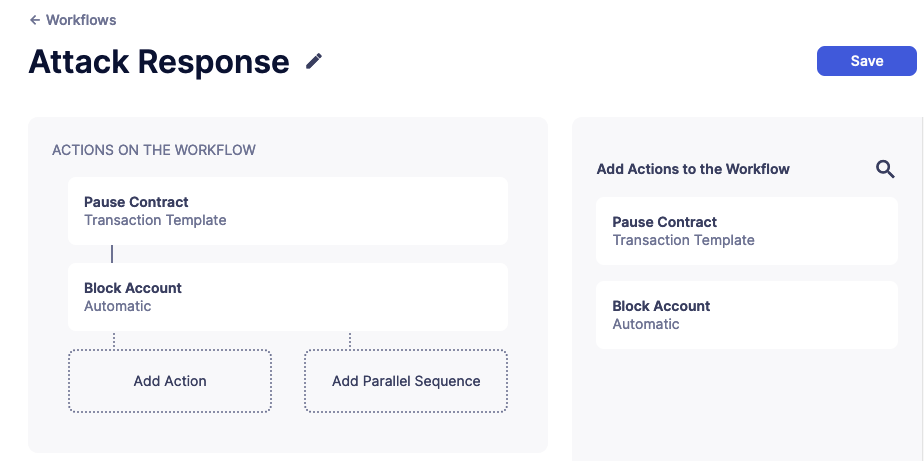 ← Workflows
Attack Response
Save
ACTIONS ON THE WORKFLOW
Pause Contract
Transaction Template
Block Account
Automatic
Add Action
Add Parallel Sequence
Add Actions to the Workflow
Pause Contract
Transaction Template
Block Account
Automatic